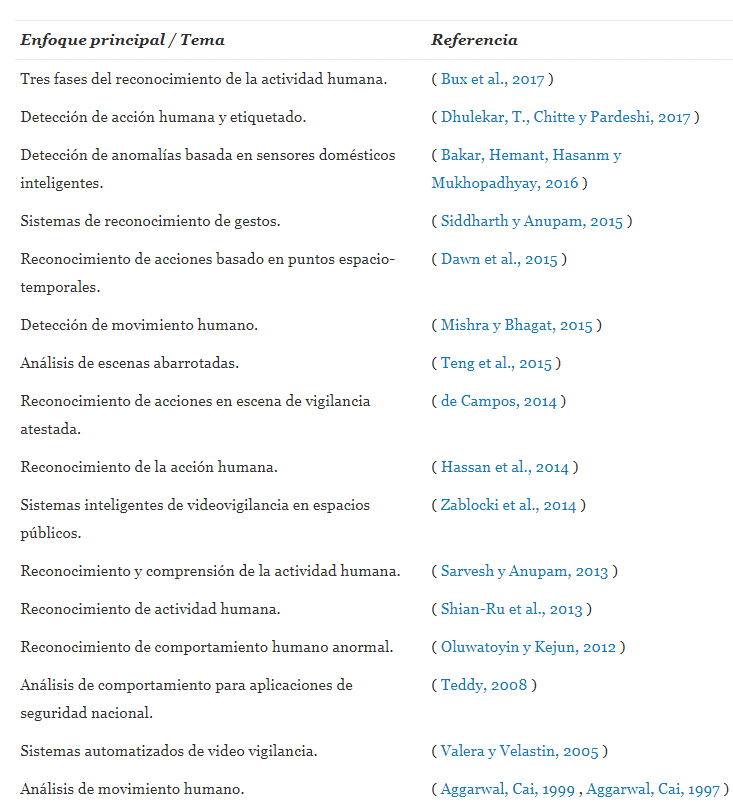 Enfoque principal / Tema Referencia
Tres fases del reconocimiento de la actividad humana. ( Bux et al., 2017 )
Detección de acción humana y etiquetado. ( Dhulekar, T., Chitte y Pardeshi, 2017 )
Detección de anomalías basada en sensores domésticos ( Bakar, Hemant, Hasanm y
inteligentes. Mukhopadhyay, 2016 )
Sistemas de reconocimiento de gestos. ( Siddharth y Anupam, 2015 )
Reconocimiento de acciones basado en puntos espacio- ( Dawn et al., 2015 )
temporales.
Detección de movimiento humano. ( Mishra y Bhagat, 2015 )
Análisis de escenas abarrotadas. ( Teng et al., 2015 )
Reconocimiento de acciones en escena de vigilancia ( de Campos, 2014 )
atestada.
Reconocimiento de la acción humana. ( Hassan et al., 2014 )
Sistemas inteligentes de videovigilancia en espacios ( Zablocki et al., 2014 )
públicos.
Reconocimiento y comprensión de la actividad humana. ( Sarvesh y Anupam, 2013 )
Reconocimiento de actividad humana. ( Shian-Ru et al., 2013 )
Reconocimiento de comportamiento humano anormal. ( Oluwatoyin y Kejun, 2012 )
Análisis de comportamiento para aplicaciones de ( Teddy, 2008 )
seguridad nacional.
Sistemas automatizados de video vigilancia. ( Valera y Velastin, 2005 )
Análisis de movimiento humano. ( Aggarwal, Cai, 1999 , Aggarwal, Cai, 1997 )